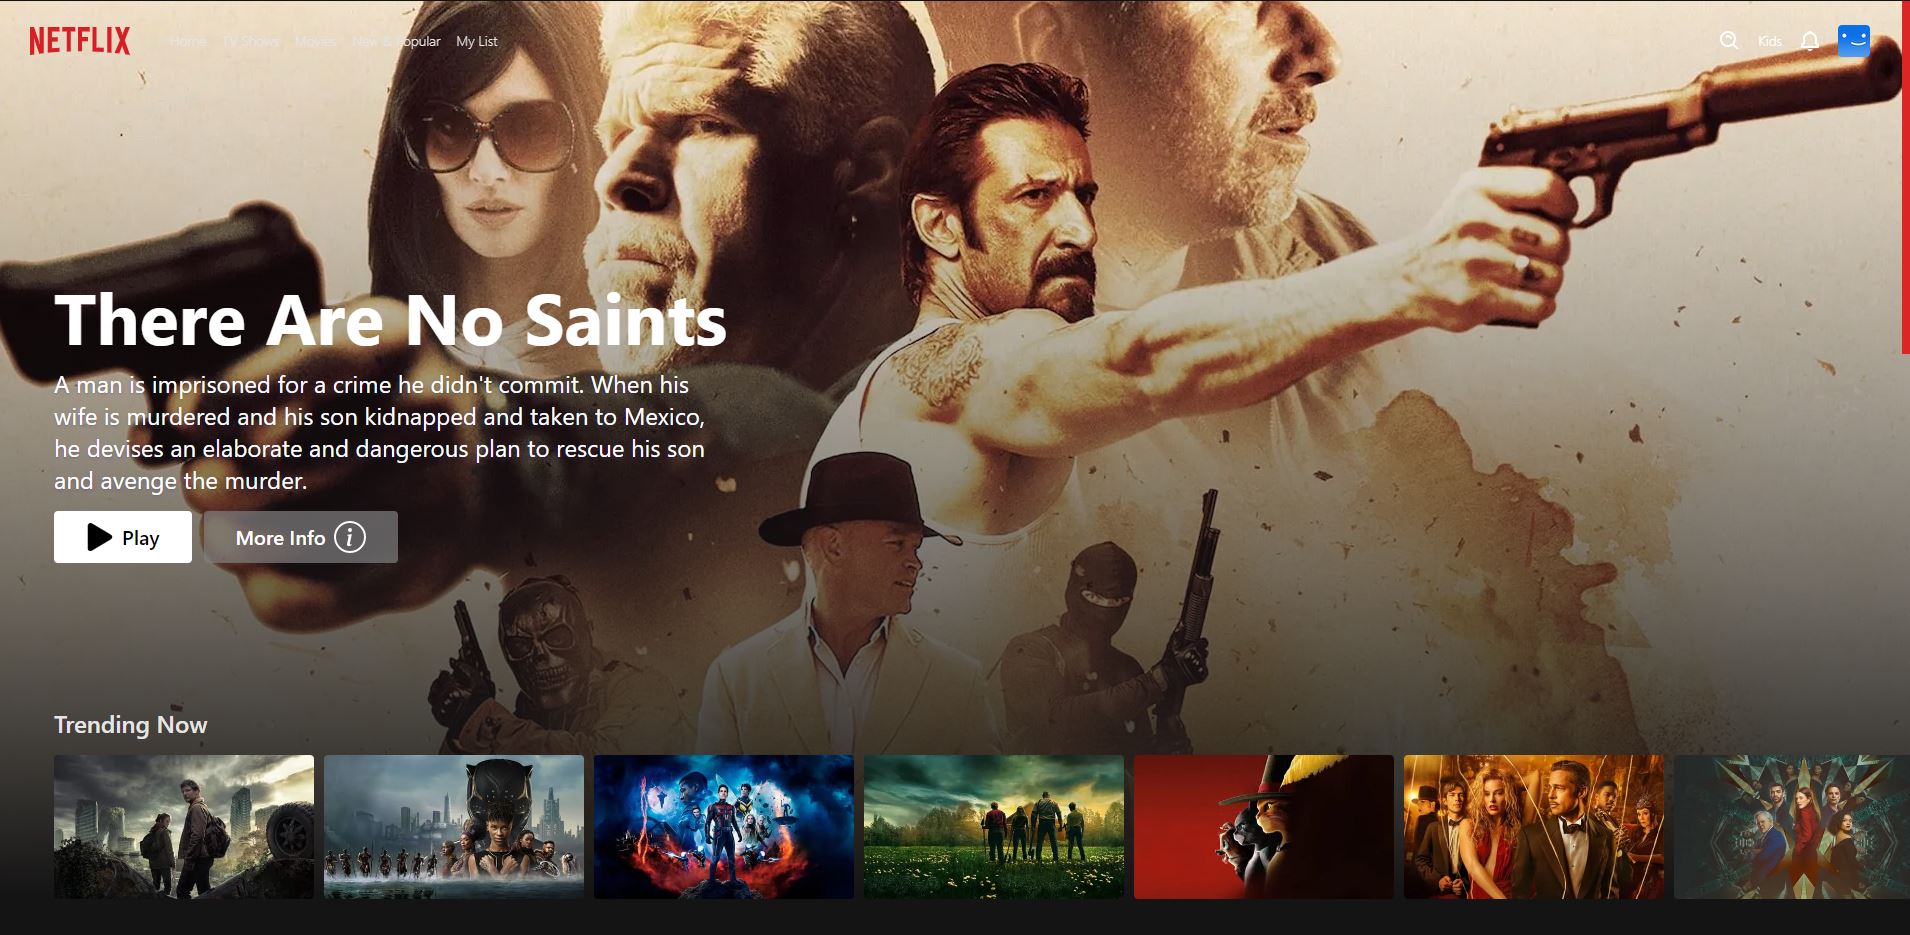 NETFLIX Home TV Shows Movies New & Popular My List Kids
There Are No Saints
A man is imprisoned for a crime he didn't commit. When his
wife is murdered and his son kidnapped and taken to Mexico,
he devises an elaborate and dangerous plan to rescue his son
and avenge the murder.
Play More Info i
Trending Now